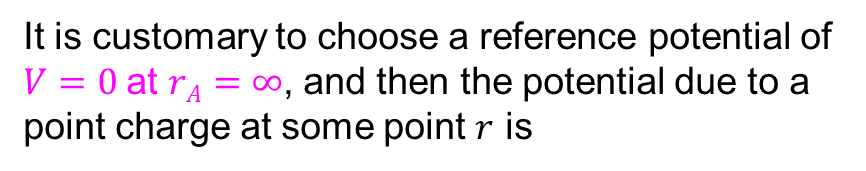 It is customary to choose a reference potential of
V = 0 at r_A = ∞, and then the potential due to a
point charge at some point r is